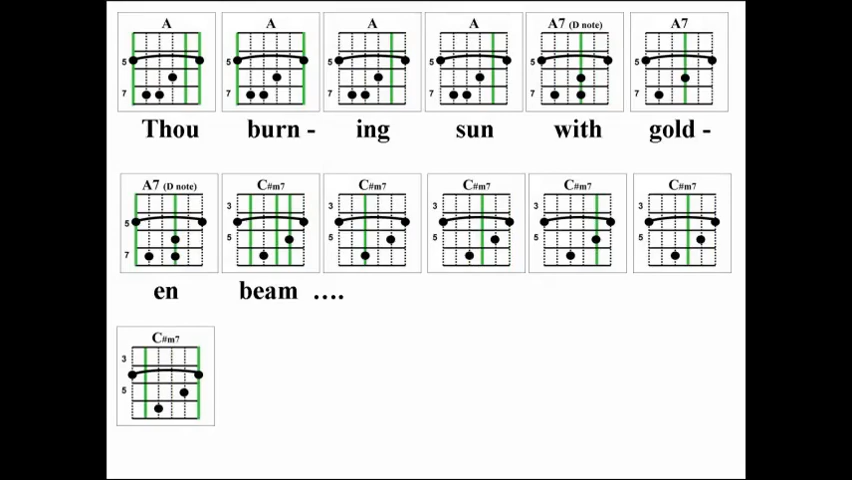 A A A A A7 (D note) A7
5 5 5 5 5 5
7 7 7 7 7 7
Thou burn - ing sun with gold -
A7 (D note) C#m7 C#m7 C#m7 C#m7 C#m7
3 3 3 3 3
5 5 5 5 5 5
7
en beam ....
C#m7
3
5